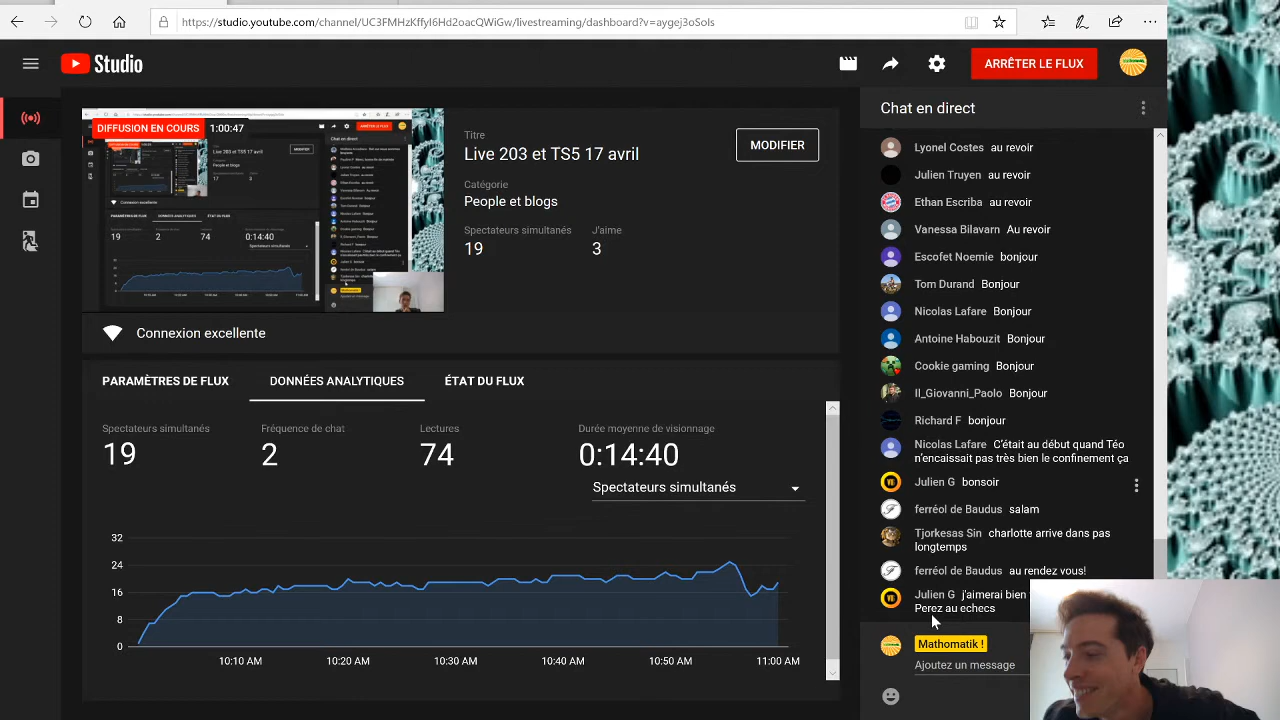 https://studio.youtube.com/channel/UC3FMHzKffyl6Hd2oacQWiGw/livestreaming/dashboard?v=aygej3oSoIs
Studio
ARRÊTER LE FLUX
DIFFUSION EN COURS 1:00:47
Titre
Live 203 et TS5 17 avril
MODIFIER
Catégorie
People et blogs
Spectateurs simultanés J'aime
19 3
Connexion excellente
PARAMÈTRES DE FLUX DONNÉES ANALYTIQUES ÉTAT DU FLUX
Spectateurs simultanés Fréquence de chat Lectures Durée moyenne de visionnage
19 2 74 0:14:40
Spectateurs simultanés
32
24
16
8
0
10:10 AM 10:20 AM 10:30 AM 10:40 AM 10:50 AM 11:00 AM
Chat en direct
Lyonel Costes au revoir
Julien Truyen au revoir
Ethan Escriba au revoir
Vanessa Eilavarn Au revoir
Escofet Noemie bonjour
Tom Durand Bonjour
Nicolas Lafare Bonjour
Antoine Habouzit Bonjour
Cookie gaming Bonjour
Il_Giovanni_Paolo Bonjour
Richard F bonjour
Nicolas Lafare C'était au début quand Téo
n'encaissait pas très bien le confinement ça
Julien G bonsoir
ferréol de Baudus salam
Tjorkesas Sin charlotte arrive dans pas
longtemps
ferréol de Baudus au rendez vous!
Julien G j'aimerai bien
Perez au echecs
Mathomatik !
Ajoutez un message